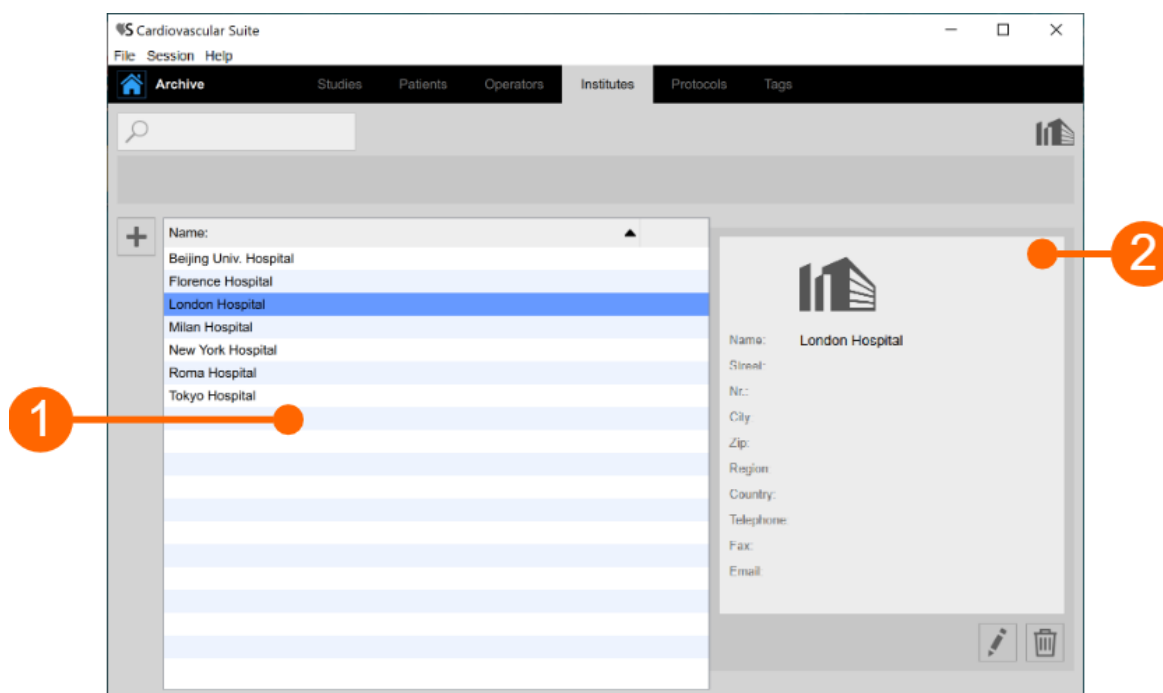 S Cardiovascular Suite
File Session Help
Archive Studies Patients Operators Institutes Protocols Tags
Name:
Beijing Univ. Hospital
Florence Hospital
London Hospital
Milan Hospital
New York Hospital
Roma Hospital
Tokyo Hospital
Name: London Hospital
Street:
Nr.:
City
Zip:
Region
Country:
Telephone
Fax:
Email
1
2